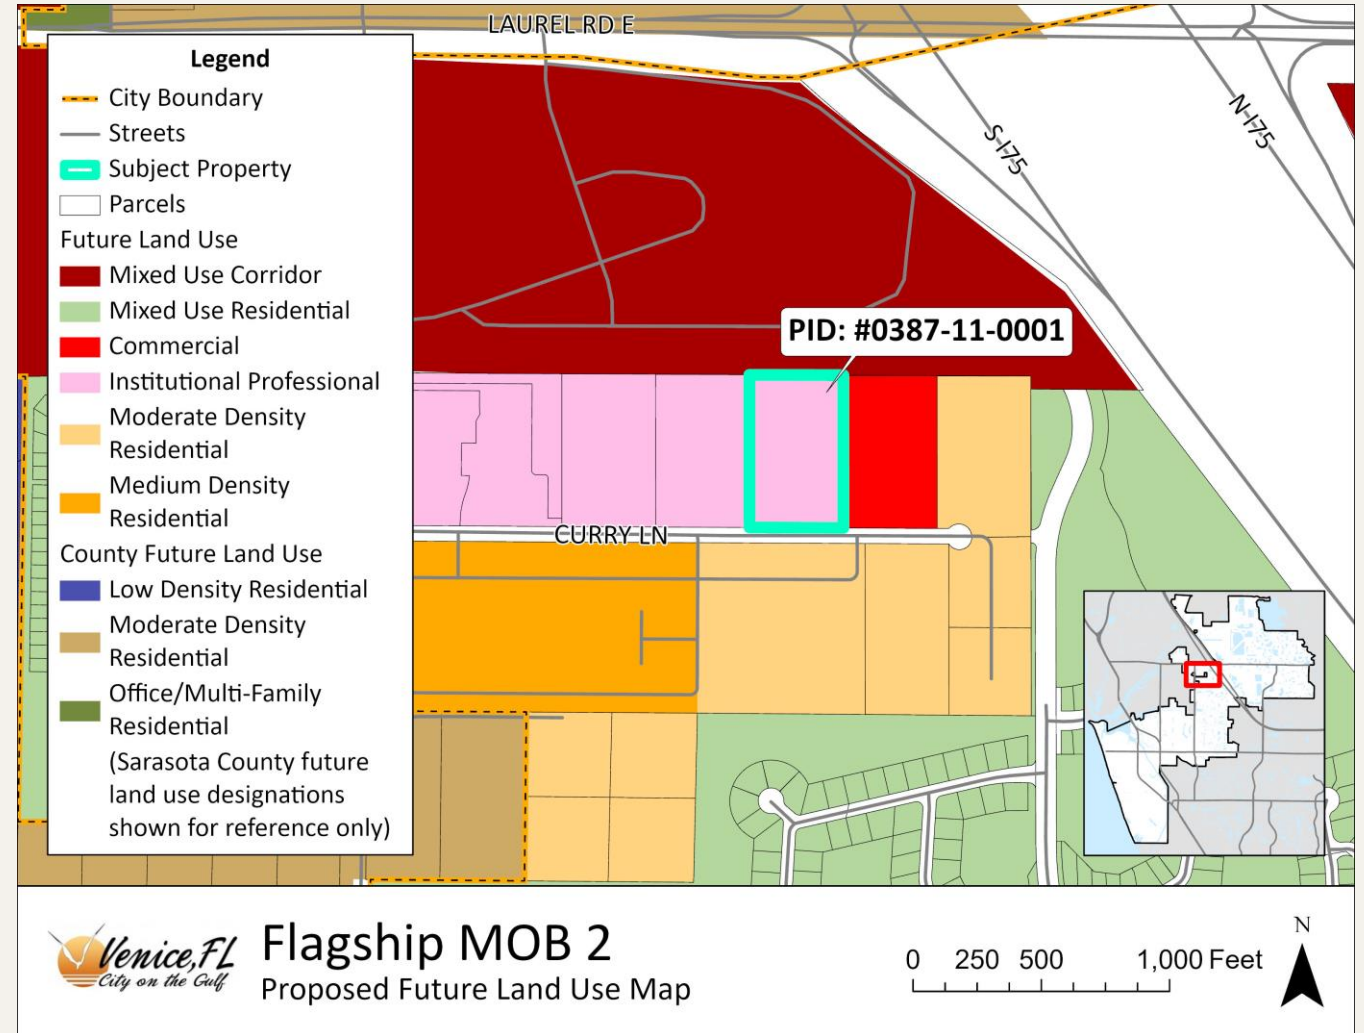 LAUREL RD E
Legend
City Boundary
Streets
Subject Property
Parcels
Future Land Use
Mixed Use Corridor
Mixed Use Residential
Commercial
Institutional Professional
Moderate Density
Residential
Medium Density
Residential
County Future Land Use
Low Density Residential
Moderate Density
Residential
Office/Multi-Family
Residential
(Sarasota County future
land use designations
shown for reference only)
S I75
N I75
PID: #0387-11-0001
CURRY LN
Venice, FL
City on the Gulf
Flagship MOB 2
Proposed Future Land Use Map
0 250 500 1,000 Feet
N